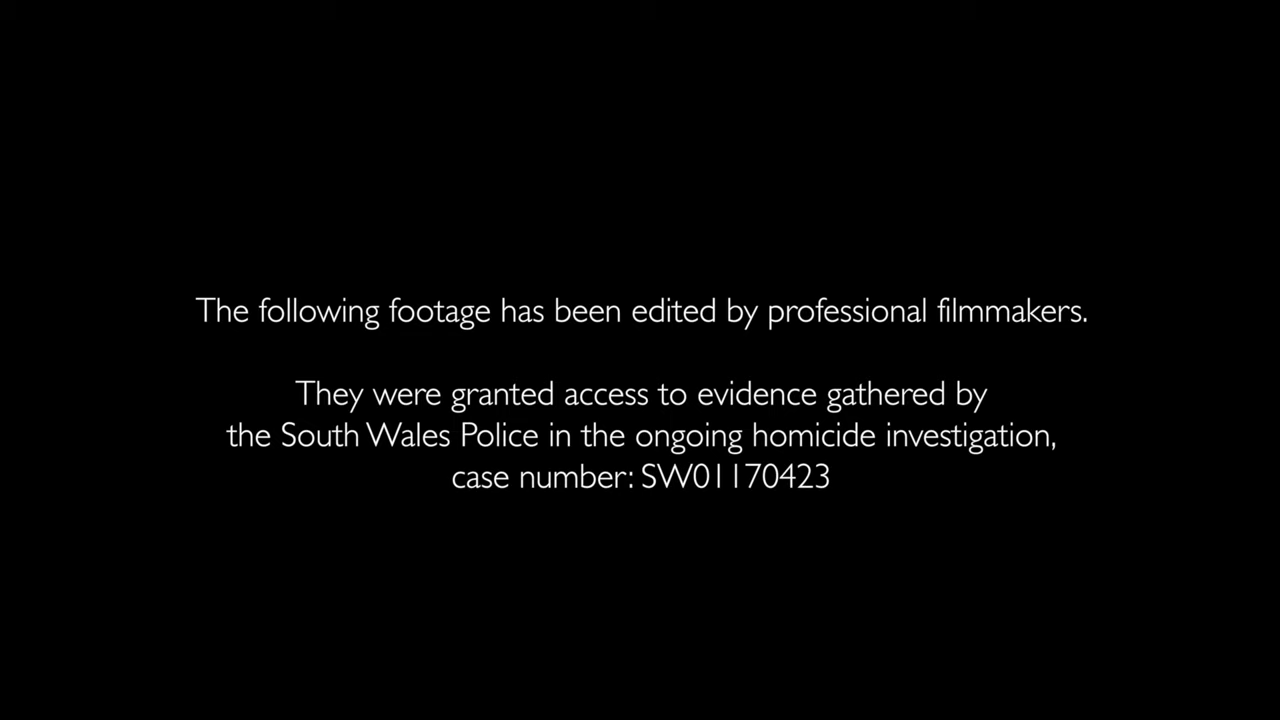 The following footage has been edited by professional filmmakers.
They were granted access to evidence gathered by
the South Wales Police in the ongoing homicide investigation,
case number: SW01170423